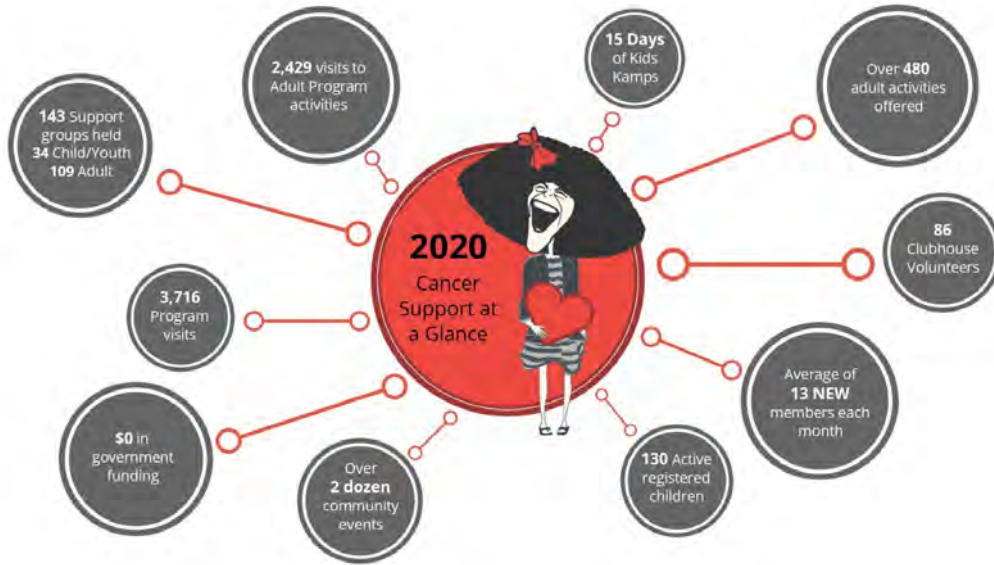 15 Days
of Kids
Kamps
2,429 visits to
Adult Program
activities
Over 480
adult activities
offered
143 Support
groups held
34 Child/Youth
109 Adult
2020
Cancer
Support at
a Glance
86
Clubhouse
Volunteers
3,716
Program
visits
Average of
13 NEW
members each
month
$0 in
government
funding
Over
2 dozen
community
events
130 Active
registered
children